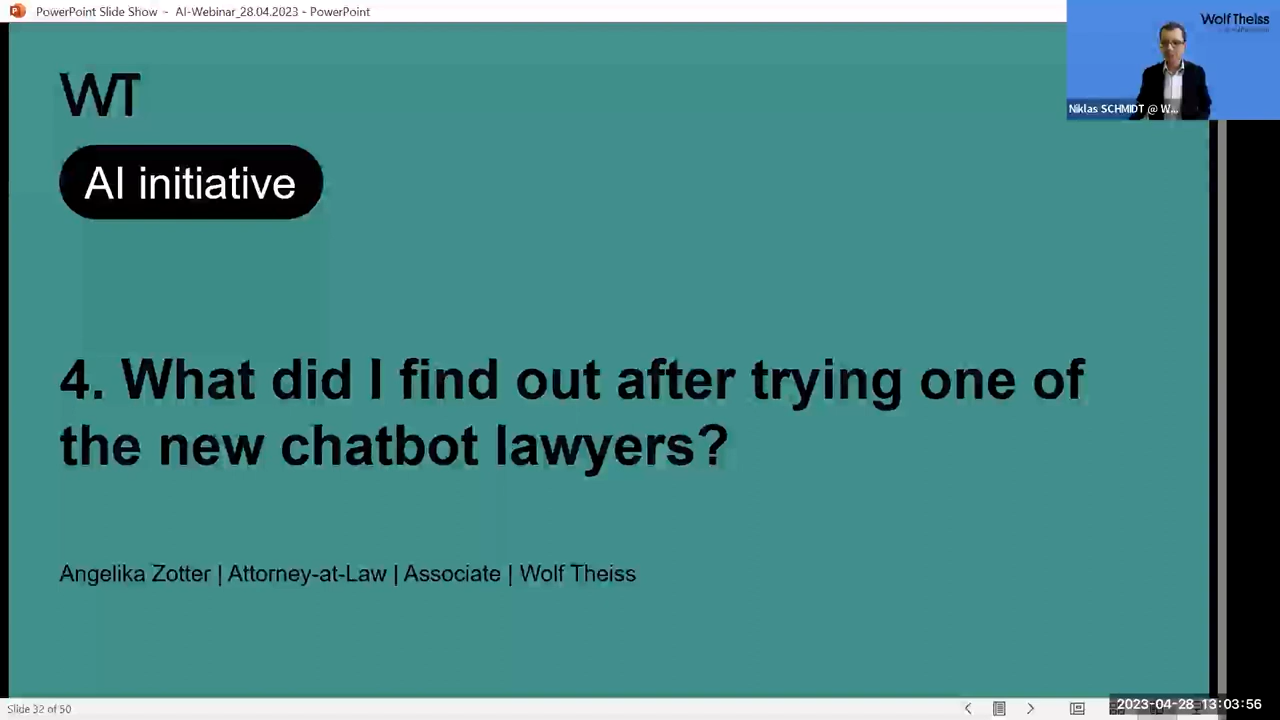 PowerPoint Slide Show - AI-Webinar_28.04.2023 - PowerPoint
Wolf Theiss
Niklas SCHMIDT @ W...
WT
AI initiative
4. What did I find out after trying one of
the new chatbot lawyers?
Angelika Zotter | Attorney-at-Law | Associate | Wolf Theiss
Slide 32 of 50
2023-04-28 13:03:56